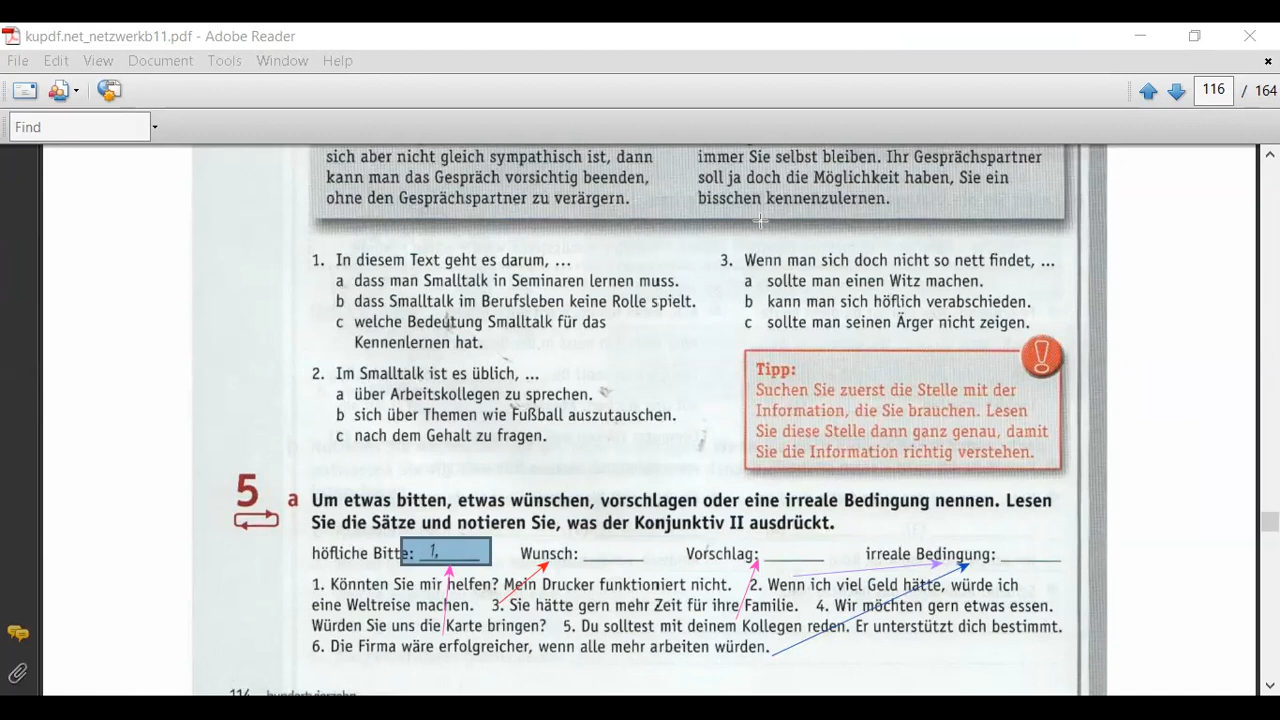 kupdf.net_netzwerkb11.pdf - Adobe Reader
File Edit View Document Tools Window Help
116 / 164
Find
sich aber nicht gleich sympathisch ist, dann
kann man das Gespräch vorsichtig beenden,
ohne den Gesprächspartner zu verärgern.
immer Sie selbst bleiben. Ihr Gesprächspartner
soll ja doch die Möglichkeit haben, Sie ein
bisschen kennenzulernen.
1. In diesem Text geht es darum, ...
a dass man Smalltalk in Seminaren lernen muss.
b dass Smalltalk im Berufsleben keine Rolle spielt.
c welche Bedeutung Smalltalk für das
Kennenlernen hat.
2. Im Smalltalk ist es üblich, ...
a über Arbeitskollegen zu sprechen.
b sich über Themen wie Fußball auszutauschen.
c nach dem Gehalt zu fragen.
3. Wenn man sich doch nicht so nett findet, ...
a sollte man einen Witz machen.
b kann man sich höflich verabschieden.
c sollte man seinen Ärger nicht zeigen.
Tipp:
Suchen Sie zuerst die Stelle mit der
Information, die Sie brauchen. Lesen
Sie diese Stelle dann ganz genau, damit
Sie die Information richtig verstehen.
5 a Um etwas bitten, etwas wünschen, vorschlagen oder eine irreale Bedingung nennen. Lesen
Sie die Sätze und notieren Sie, was der Konjunktiv II ausdrückt.
höfliche Bitte: 1, Wunsch: ______ Vorschlag: ______ irreale Bedingung: ______
1. Könnten Sie mir helfen? Mein Drucker funktioniert nicht. 2. Wenn ich viel Geld hätte, würde ich
eine Weltreise machen. 3. Sie hätte gern mehr Zeit für ihre Familie. 4. Wir möchten gern etwas essen.
Würden Sie uns die Karte bringen? 5. Du solltest mit deinem Kollegen reden. Er unterstützt dich bestimmt.
6. Die Firma wäre erfolgreicher, wenn alle mehr arbeiten würden.